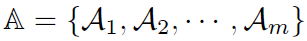 𝔸 = {𝒜₁, 𝒜₂, ⋯ , 𝒜ₘ}